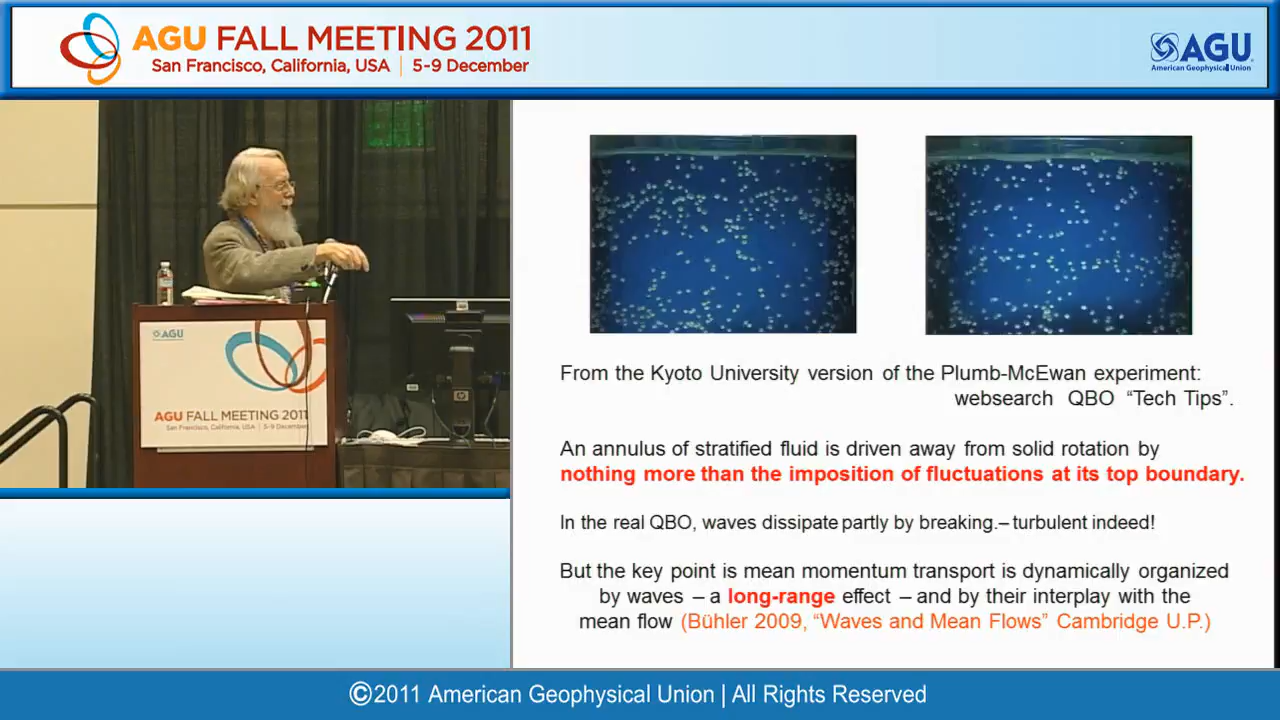 AGU FALL MEETING 2011
San Francisco, California, USA | 5-9 December
AGU
American Geophysical Union
AGU
AGU FALL MEETING 2011
San Francisco, California, USA | 5-9 December
From the Kyoto University version of the Plumb-McEwan experiment:
websearch QBO “Tech Tips”.
An annulus of stratified fluid is driven away from solid rotation by
nothing more than the imposition of fluctuations at its top boundary.
In the real QBO, waves dissipate partly by breaking.– turbulent indeed!
But the key point is mean momentum transport is dynamically organized
by waves – a long-range effect – and by their interplay with the
mean flow (Bühler 2009, “Waves and Mean Flows” Cambridge U.P.)
©2011 American Geophysical Union | All Rights Reserved